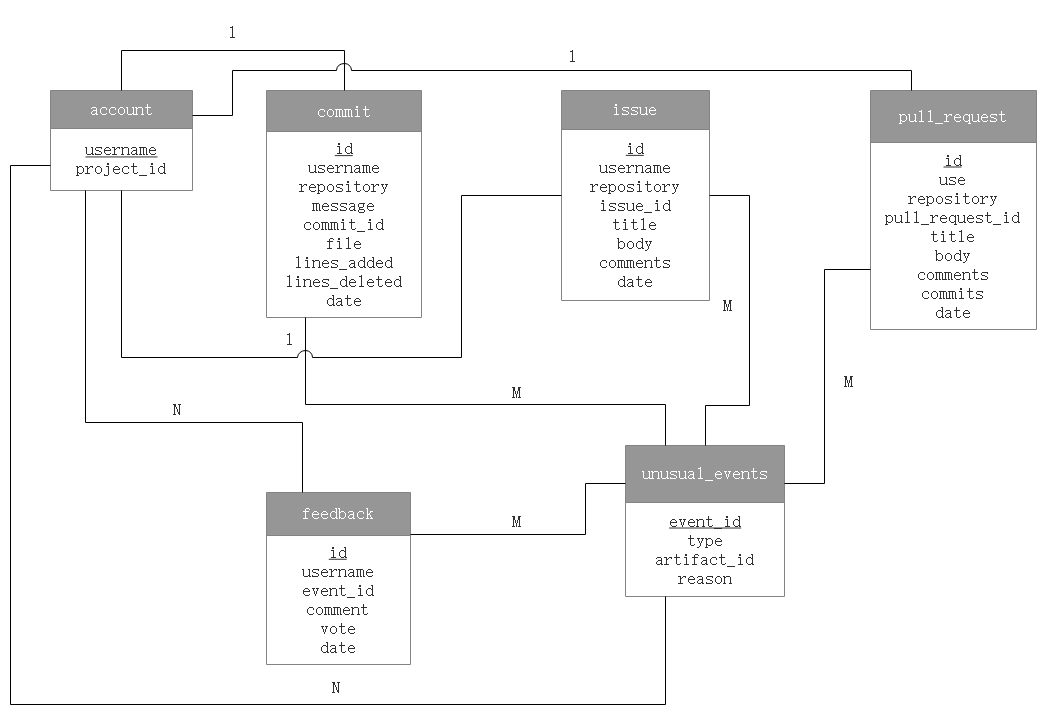 1
1
account
username
project_id
commit
id
username
repository
message
commit_id
file
lines_added
lines_deleted
date
issue
id
username
repository
issue_id
title
body
comments
date
pull_request
id
use
repository
pull_request_id
title
body
comments
commits
date
M
1
M
M
N
unusual_events
event_id
type
artifact_id
reason
feedback
id
username
event_id
comment
vote
date
M
N